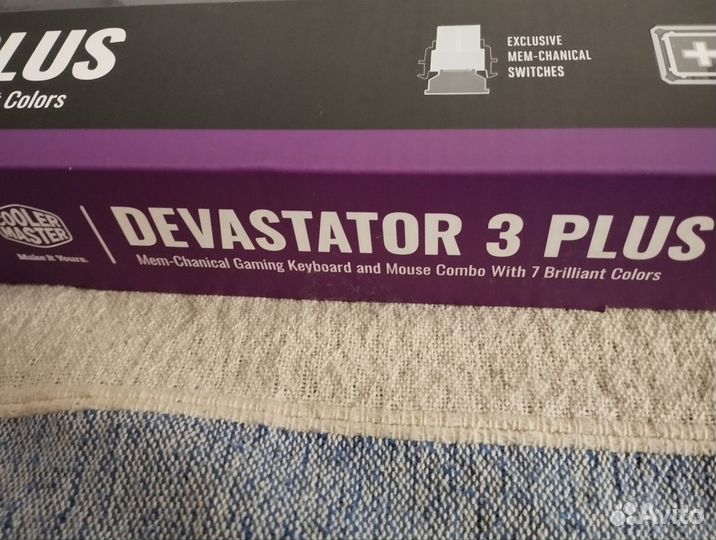 PLUS
t Colors
EXCLUSIVE
MEM-CHANICAL
SWITCHES
COOLER
MASTER
Make It Yours.
DEVASTATOR 3 PLUS
Mem-Chanical Gaming Keyboard and Mouse Combo With 7 Brilliant Colors
Avito